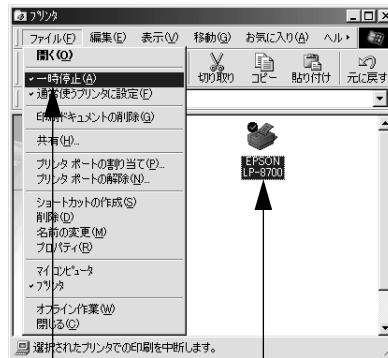 プリンタ
ファイル(F) 編集(E) 表示(V) 移動(G) お気に入り(A) ヘル
開く(O)
一時停止(A)
通常使うプリンタに設定(F)
印刷ドキュメントの削除(G)
共有(H)...
プリンタ ポートの割り当て(P)...
プリンタ ポートの解除(N)...
ショートカットの作成(S)
削除(D)
名前の変更(M)
プロパティ(R)
マイ コンピュータ
プリンタ
オフライン作業(W)
閉じる(C)
切り取り コピー 貼り付け 元に戻す
EPSON
LP-8700
選択されたプリンタでの印刷を中断します。